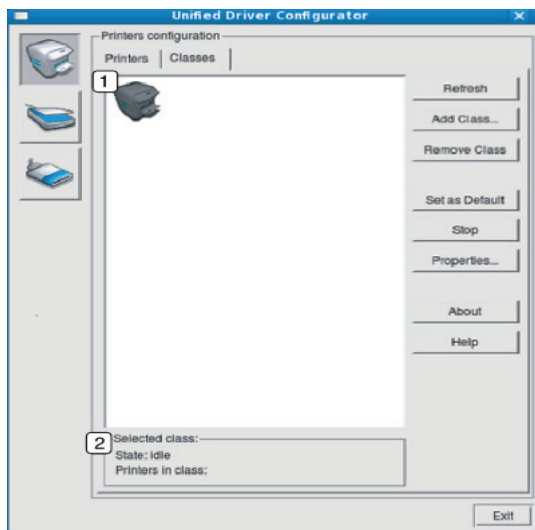 Unified Driver Configurator
Printers configuration
Printers Classes
1
Refresh
Add Class...
Remove Class
Set as Default
Stop
Properties...
About
Help
2
Selected class:
State: idle
Printers in class:
Exit